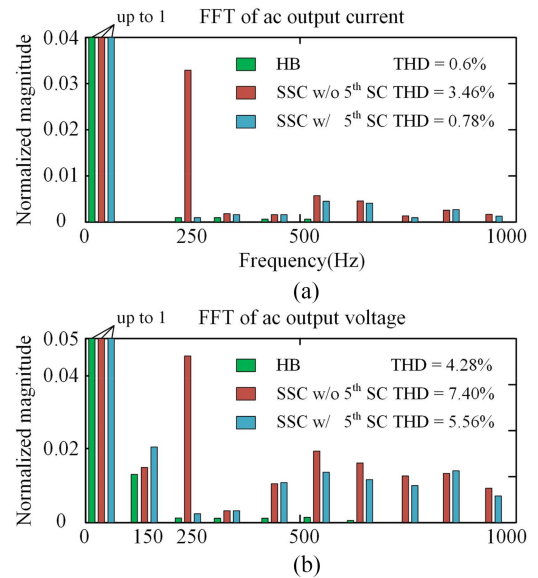 up to 1 FFT of ac output current
Normalized magnitude
0.04
0.03
0.02
0.01
0
HB THD = 0.6%
SSC w/o 5th SC THD = 3.46%
SSC w/ 5th SC THD = 0.78%
0 250 500 1000
Frequency(Hz)
(a)
up to 1 FFT of ac output voltage
Normalized magnitude
0.05
0.04
0.02
0.01
0
HB THD = 4.28%
SSC w/o 5th SC THD = 7.40%
SSC w/ 5th SC THD = 5.56%
0 150 250 500 1000
(b)